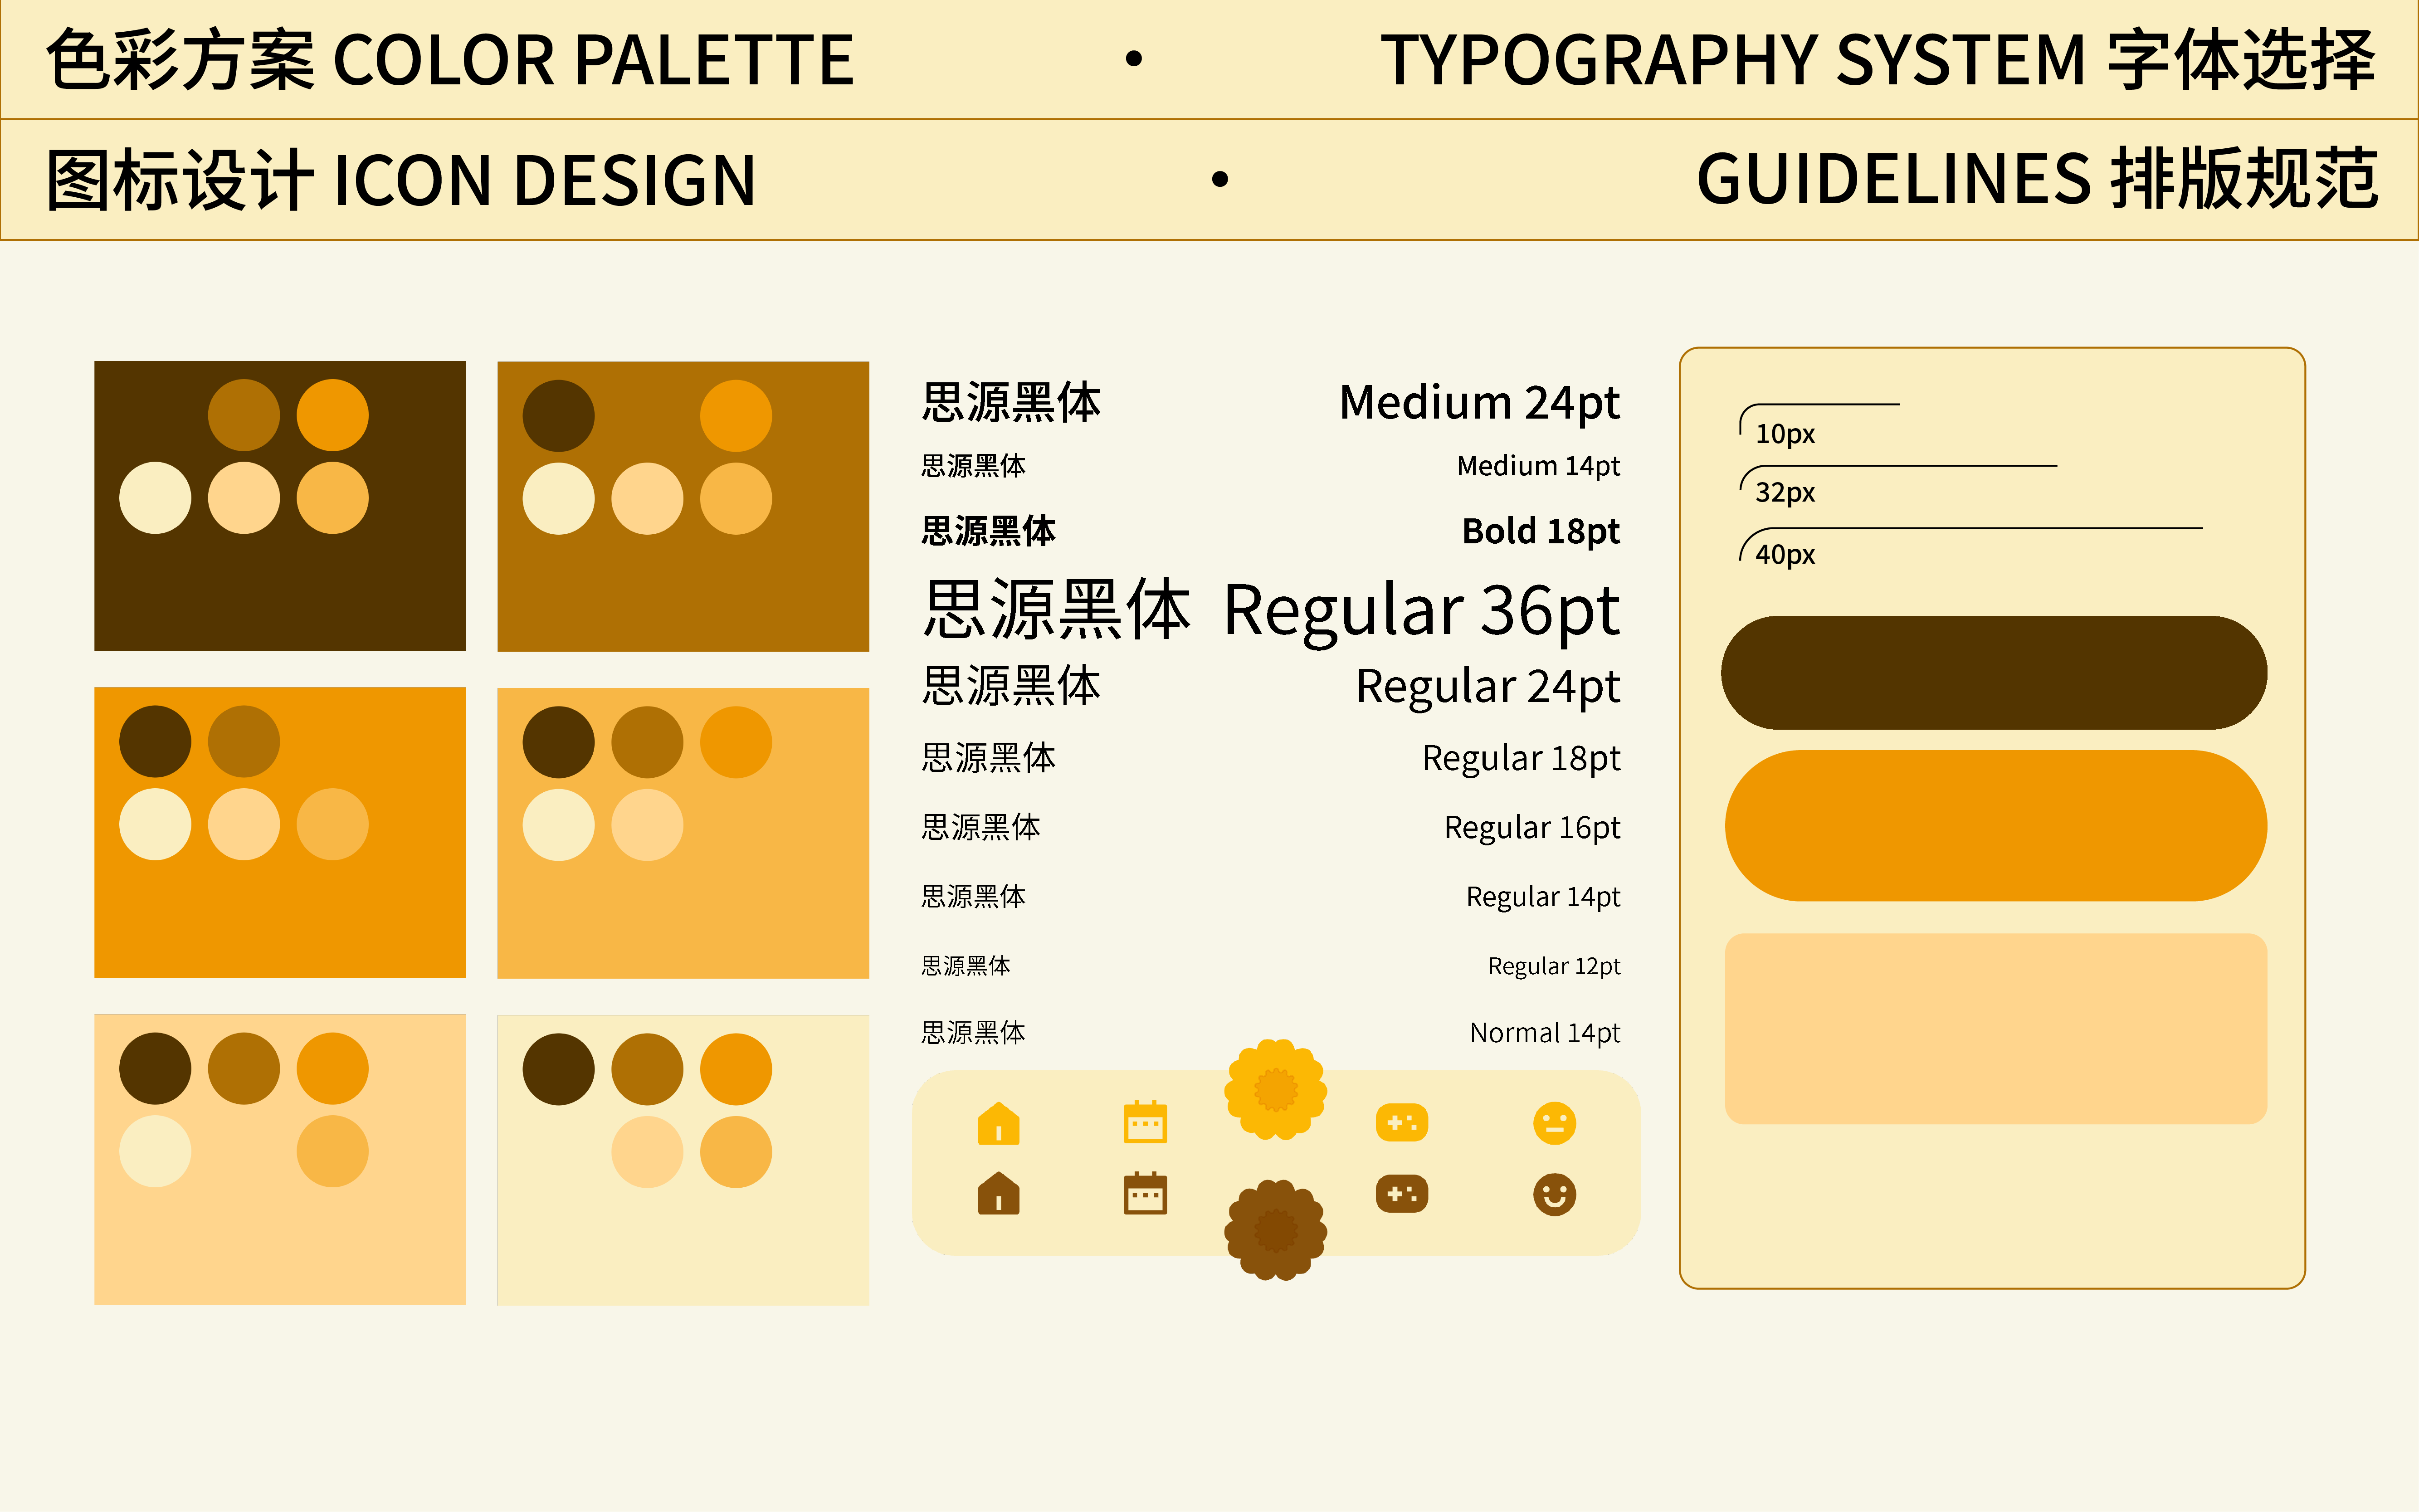 色彩方案 COLOR PALETTE • TYPOGRAPHY SYSTEM 字体选择
图标设计 ICON DESIGN • GUIDELINES 排版规范
思源黑体 Medium 24pt
思源黑体 Medium 14pt
思源黑体 Bold 18pt
思源黑体 Regular 36pt
思源黑体 Regular 24pt
思源黑体 Regular 18pt
思源黑体 Regular 16pt
思源黑体 Regular 14pt
思源黑体 Regular 12pt
思源黑体 Normal 14pt
10px
32px
40px